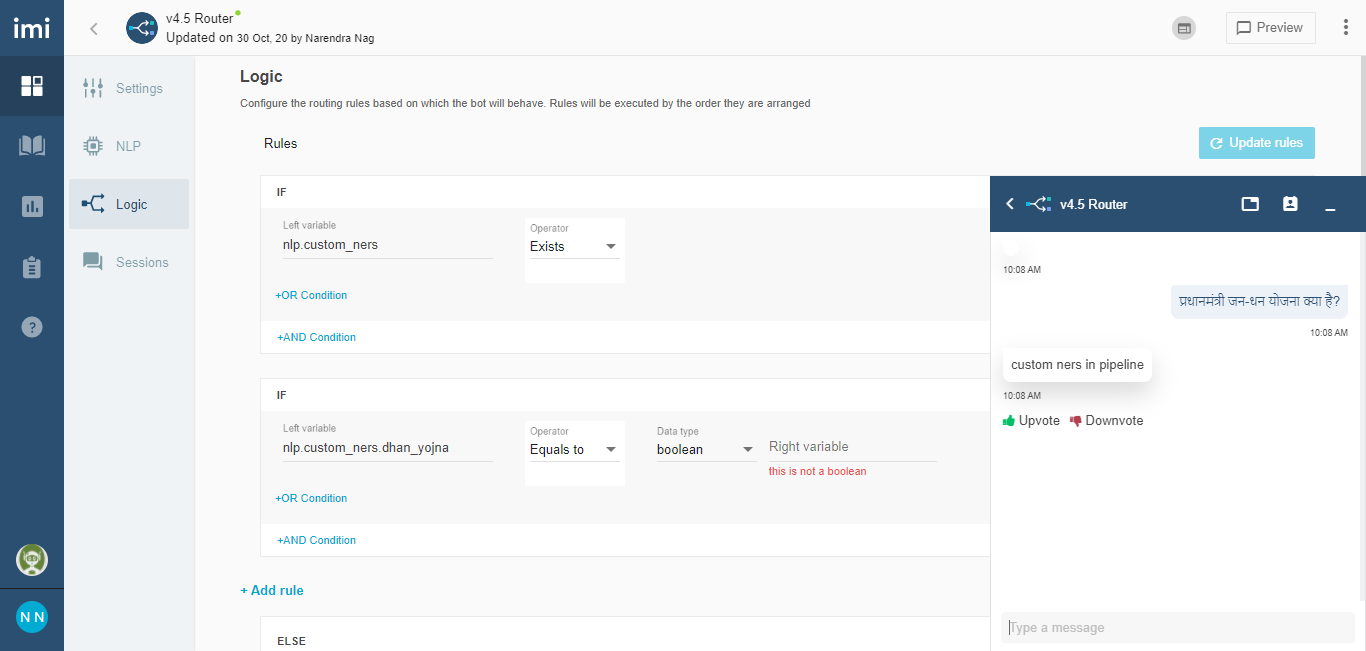 imi
v4.5 Router
Updated on 30 Oct, 20 by Narendra Nag
Preview
Settings
NLP
Logic
Sessions
?
N N
Logic
Configure the routing rules based on which the bot will behave. Rules will be executed by the order they are arranged
Rules
Update rules
IF
Left variable
nlp.custom_ners
Operator
Exists
+OR Condition
+AND Condition
IF
Left variable
nlp.custom_ners.dhan_yojna
Operator
Equals to
Data type
boolean
Right variable
this is not a boolean
+OR Condition
+AND Condition
+ Add rule
ELSE
v4.5 Router
10:08 AM
प्रधानमंत्री जन-धन योजना क्या है?
10:08 AM
custom ners in pipeline
10:08 AM
Upvote Downvote
Type a message